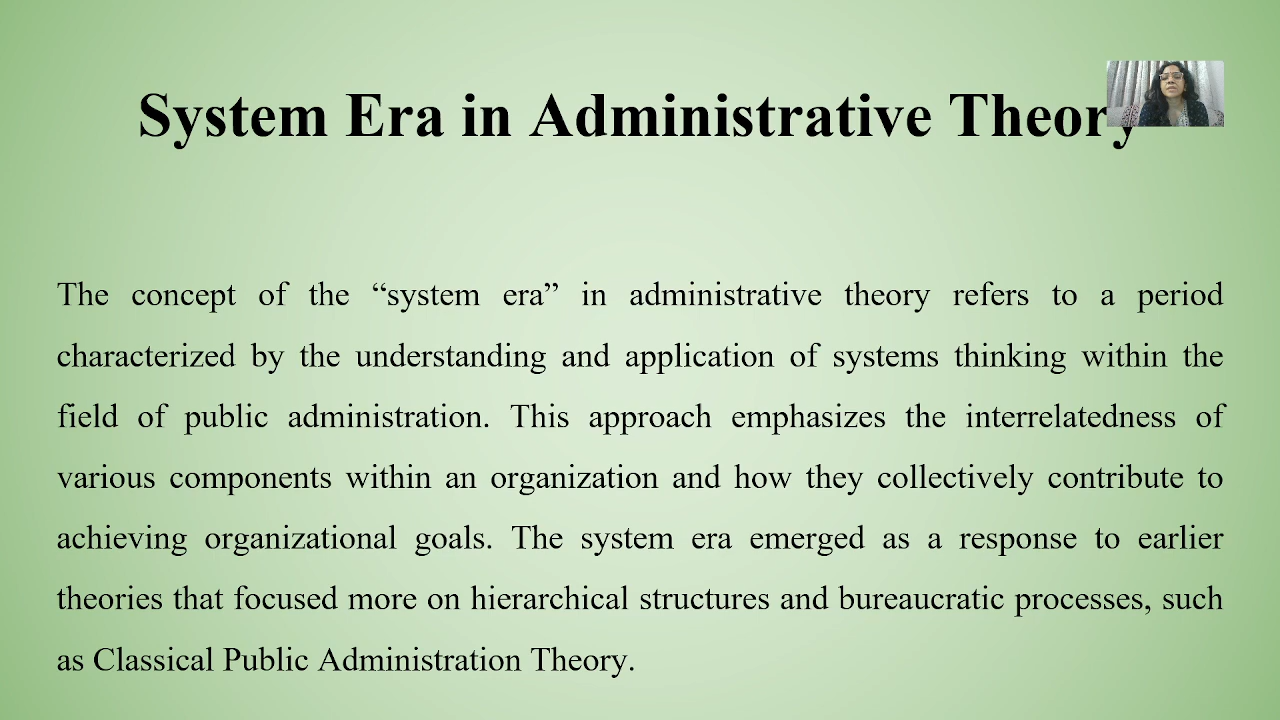 System Era in Administrative Theory
The concept of the “system era” in administrative theory refers to a period
characterized by the understanding and application of systems thinking within the
field of public administration. This approach emphasizes the interrelatedness of
various components within an organization and how they collectively contribute to
achieving organizational goals. The system era emerged as a response to earlier
theories that focused more on hierarchical structures and bureaucratic processes, such
as Classical Public Administration Theory.